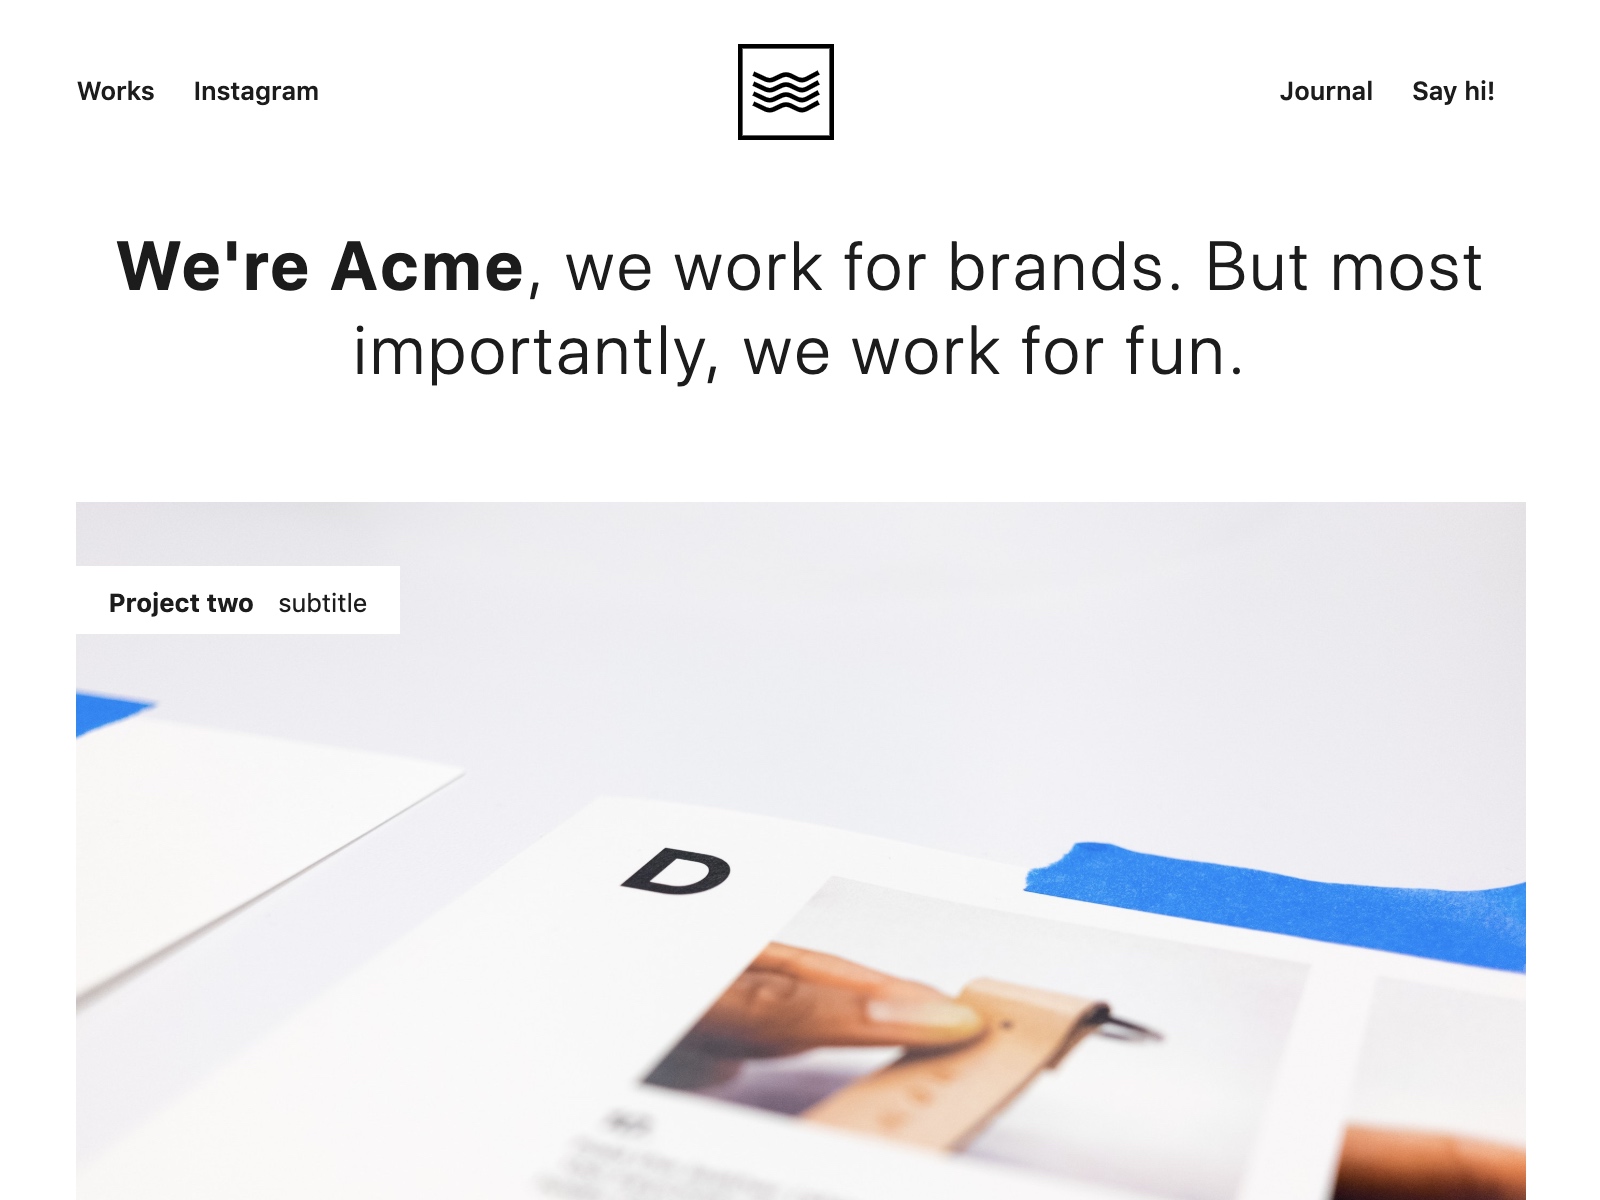 Works Instagram Journal Say hi!
We're Acme, we work for brands. But most
importantly, we work for fun.
Project two subtitle
D